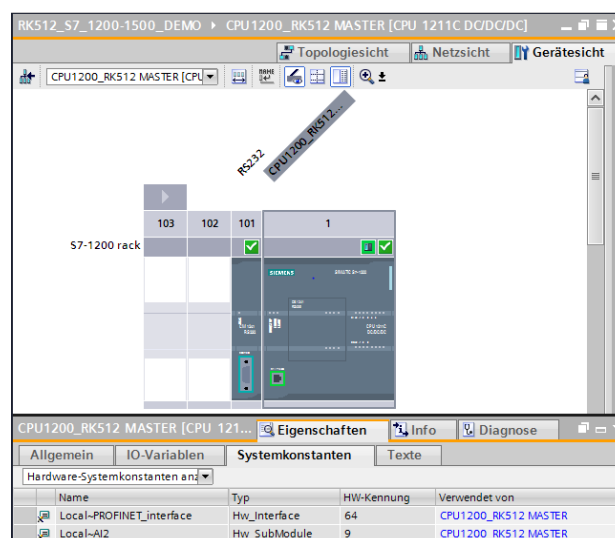 RK512_S7_1200-1500_DEMO ▸ CPU1200_RK512 MASTER [CPU 1211C DC/DC/DC]
Topologiesicht Netzsicht Gerätesicht
CPU1200_RK512 MASTER [CPU
RS232
CPU1200_RK512...
103 102 101 1
S7-1200 rack
SIEMENS SIMATIC S7-1200
CPU1200_RK512 MASTER [CPU 121... Eigenschaften Info Diagnose
Allgemein IO-Variablen Systemkonstanten Texte
Hardware-Systemkonstanten anz
Name Typ HW-Kennung Verwendet von
Local~PROFINET_interface Hw_Interface 64 CPU1200_RK512 MASTER
Local~AI2 Hw_SubModule 9 CPU1200_RK512 MASTER